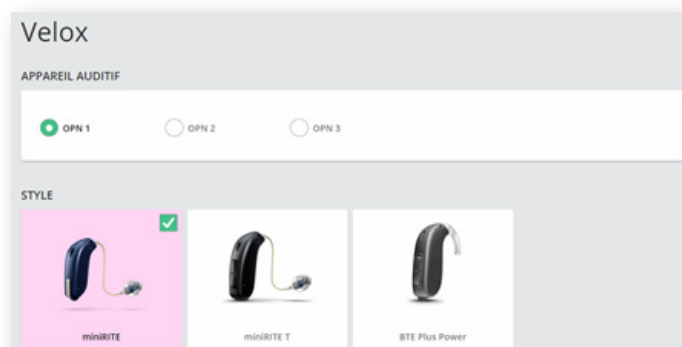 Velox
APPAREIL AUDITIF
OPN 1 OPN 2 OPN 3
STYLE
miniRITE miniRITE T BTE Plus Power